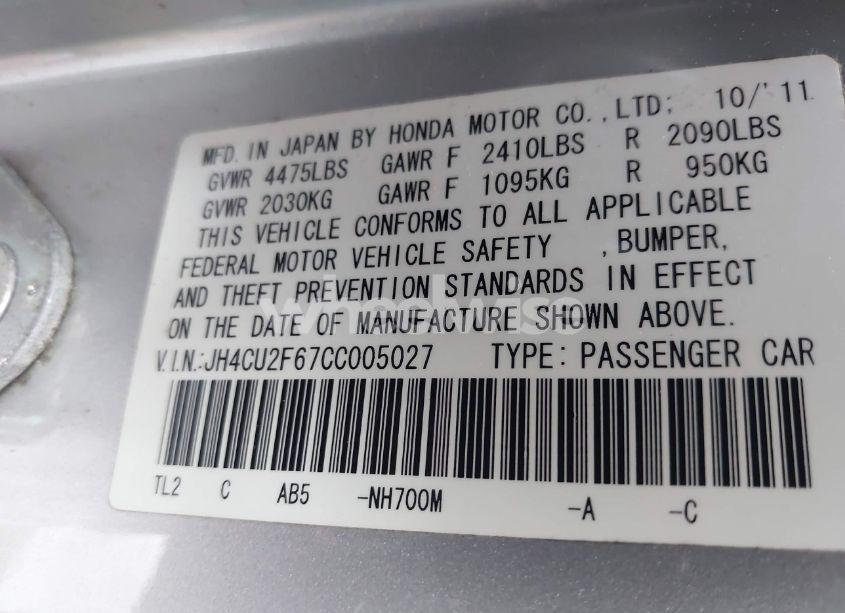 MFD. IN JAPAN BY HONDA MOTOR CO.,LTD; 10/'11
GVWR 4475LBS GAWR F 2410LBS R 2090LBS
GVWR 2030KG GAWR F 1095KG R 950KG
THIS VEHICLE CONFORMS TO ALL APPLICABLE
FEDERAL MOTOR VEHICLE SAFETY , BUMPER,
AND THEFT PREVENTION STANDARDS IN EFFECT
ON THE DATE OF MANUFACTURE SHOWN ABOVE.
V.I.N.:JH4CU2F67CC005027 TYPE: PASSENGER CAR
TL2 C AB5 -NH700M -A -C
wheelwise